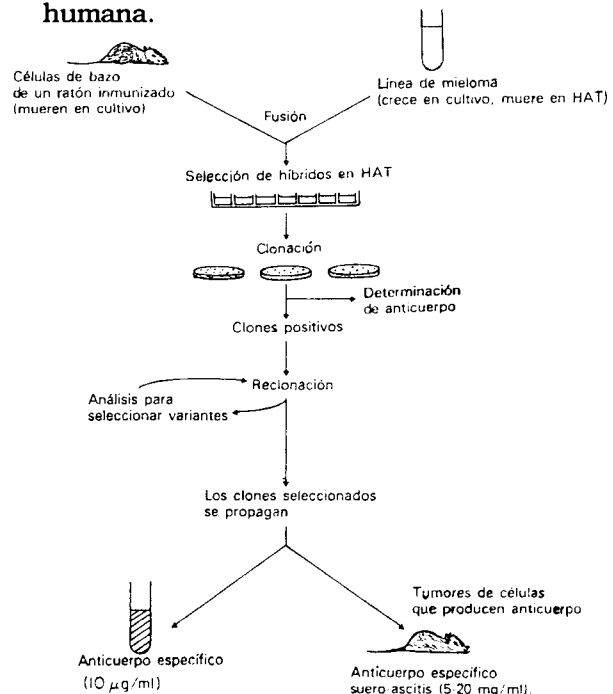 humana.
Células de bazo
de un ratón inmunizado
(mueren en cultivo)
Línea de mieloma
(crece en cultivo, muere en HAT)
Fusión
Selección de híbridos en HAT
Clonación
Determinación
de anticuerpo
Clones positivos
Reclonación
Análisis para
seleccionar variantes
Los clones seleccionados
se propagan
Anticuerpo específico
(10 µg/ml)
Tumores de células
que producen anticuerpo
Anticuerpo específico
suero-ascitis (5-20 mg/ml).